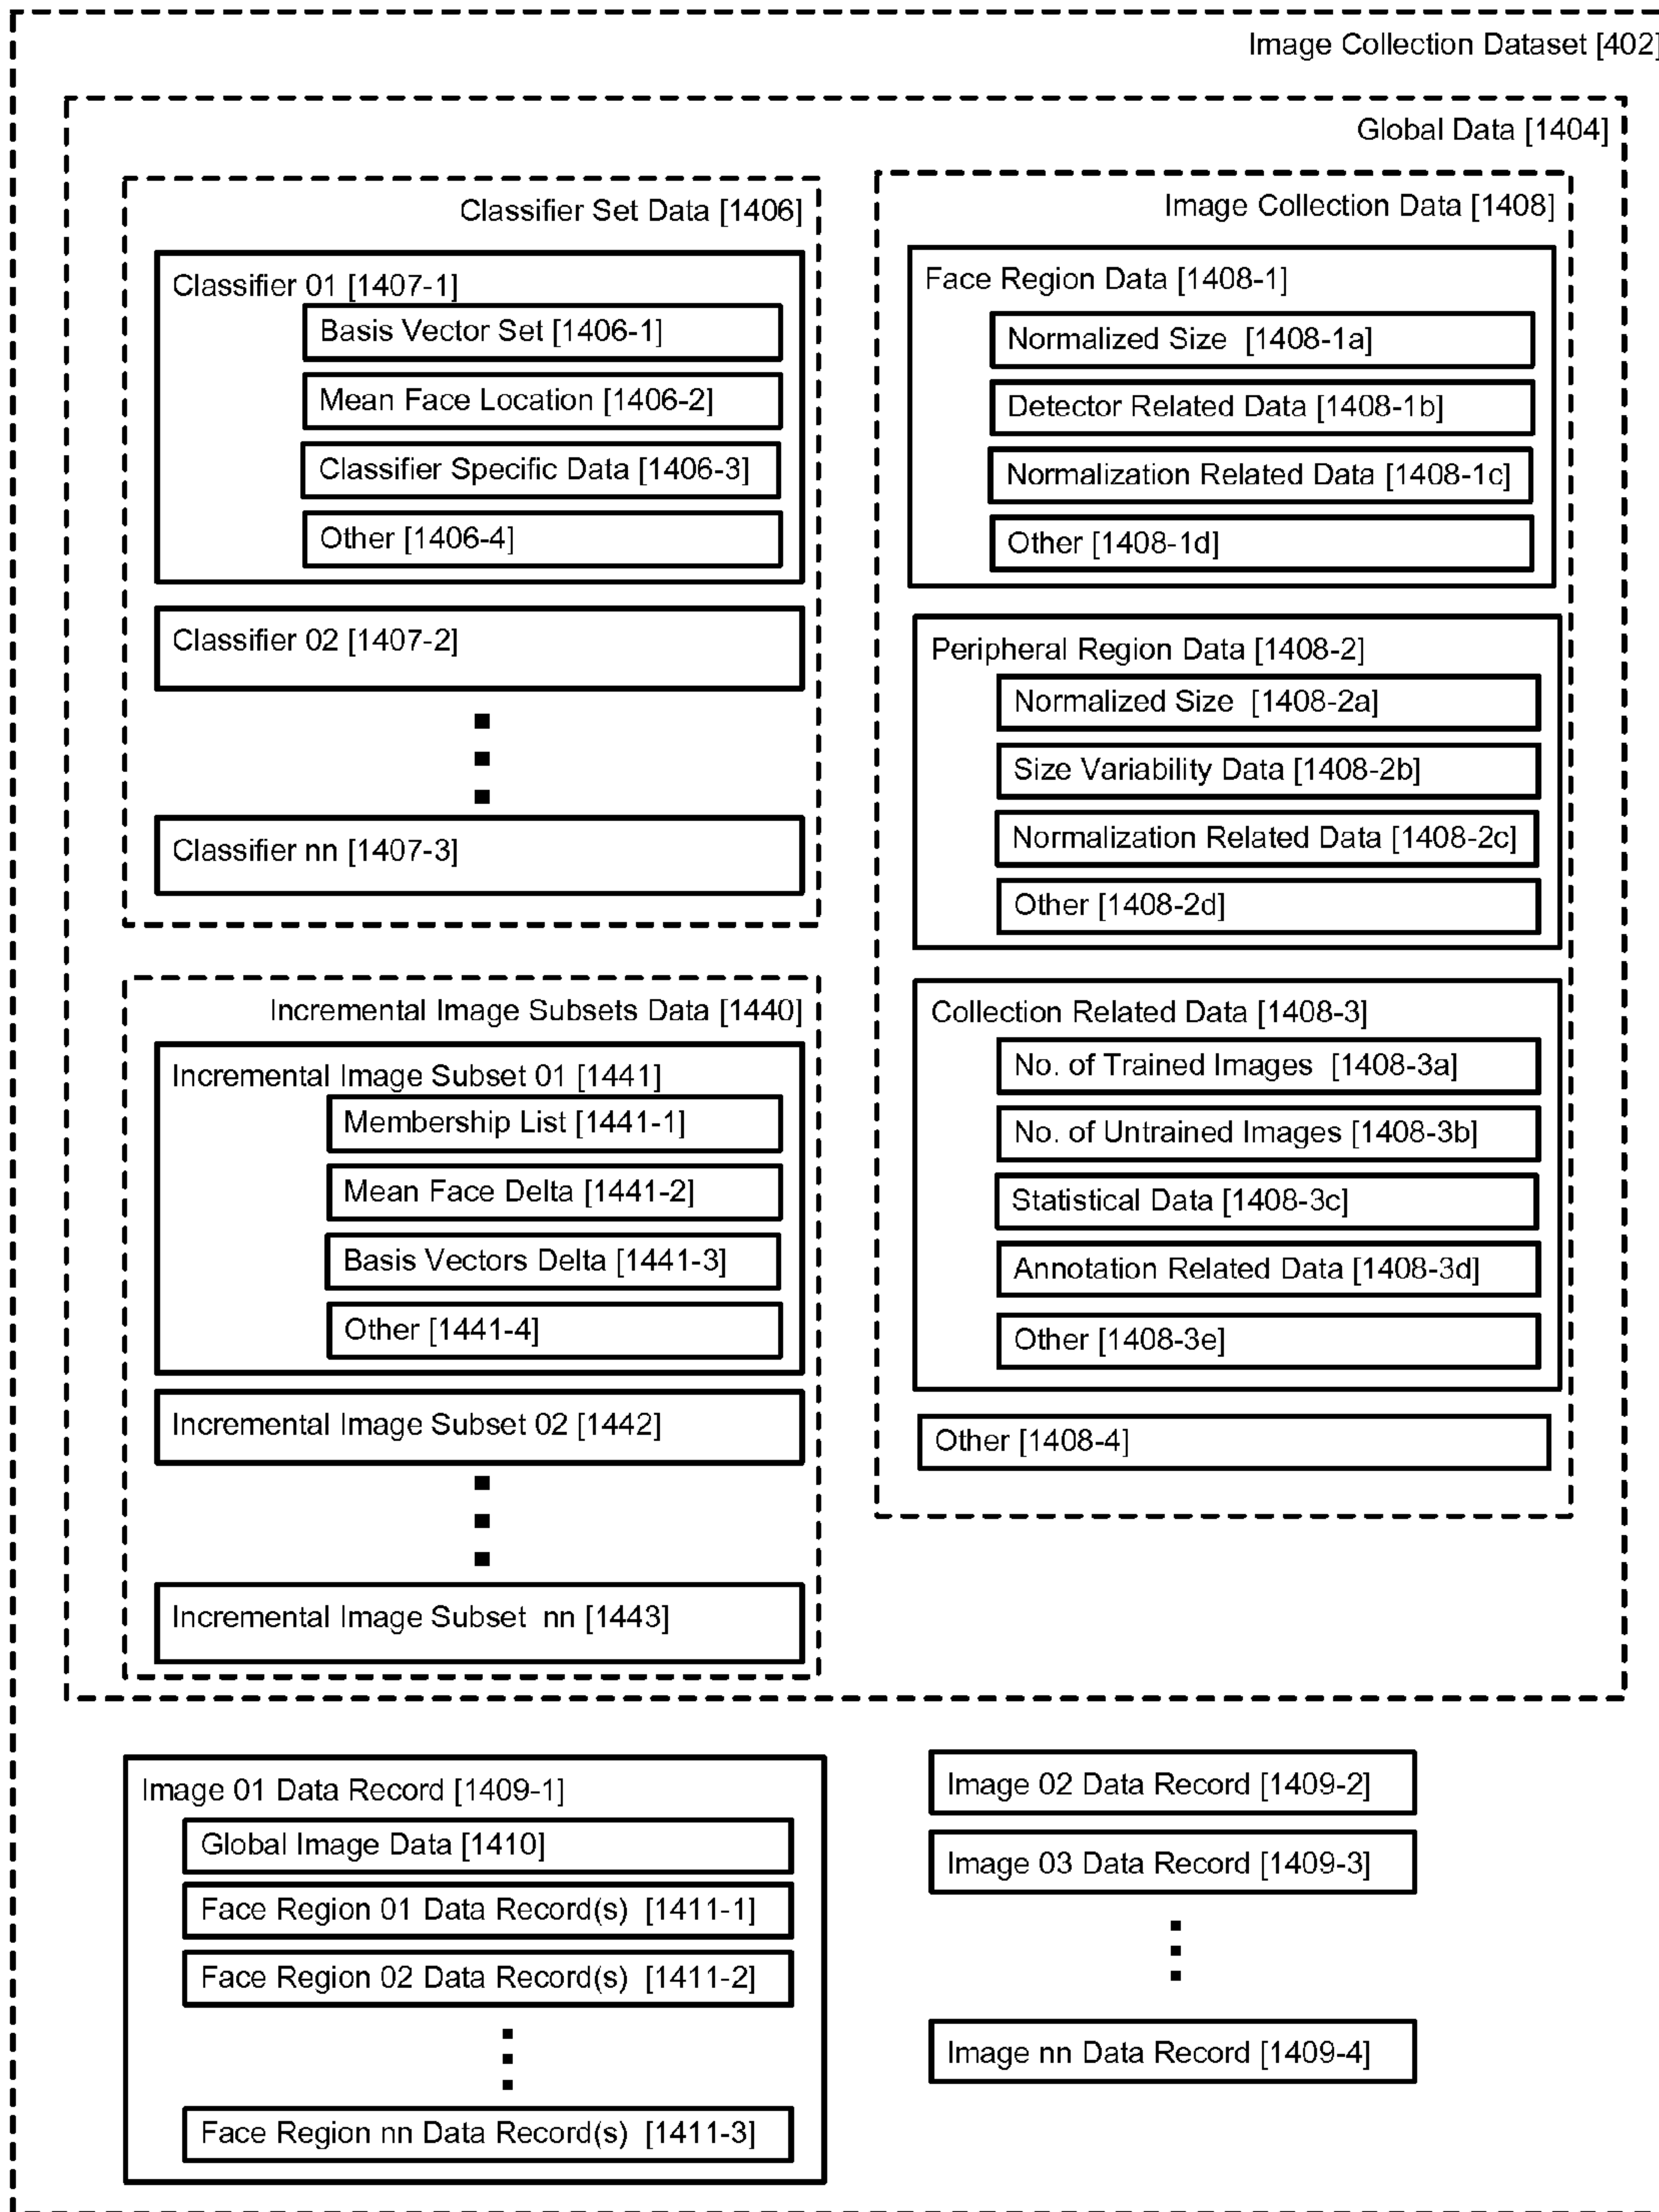 Image Collection Dataset [402]
Global Data [1404]
Classifier Set Data [1406]
Classifier 01 [1407-1]
Basis Vector Set [1406-1]
Mean Face Location [1406-2]
Classifier Specific Data [1406-3]
Other [1406-4]
Classifier 02 [1407-2]
Classifier nn [1407-3]
Incremental Image Subsets Data [1440]
Incremental Image Subset 01 [1441]
Membership List [1441-1]
Mean Face Delta [1441-2]
Basis Vectors Delta [1441-3]
Other [1441-4]
Incremental Image Subset 02 [1442]
Incremental Image Subset nn [1443]
Image Collection Data [1408]
Face Region Data [1408-1]
Normalized Size [1408-1a]
Detector Related Data [1408-1b]
Normalization Related Data [1408-1c]
Other [1408-1d]
Peripheral Region Data [1408-2]
Normalized Size [1408-2a]
Size Variability Data [1408-2b]
Normalization Related Data [1408-2c]
Other [1408-2d]
Collection Related Data [1408-3]
No. of Trained Images [1408-3a]
No. of Untrained Images [1408-3b]
Statistical Data [1408-3c]
Annotation Related Data [1408-3d]
Other [1408-3e]
Other [1408-4]
Image 01 Data Record [1409-1]
Global Image Data [1410]
Face Region 01 Data Record(s) [1411-1]
Face Region 02 Data Record(s) [1411-2]
Face Region nn Data Record(s) [1411-3]
Image 02 Data Record [1409-2]
Image 03 Data Record [1409-3]
Image nn Data Record [1409-4]